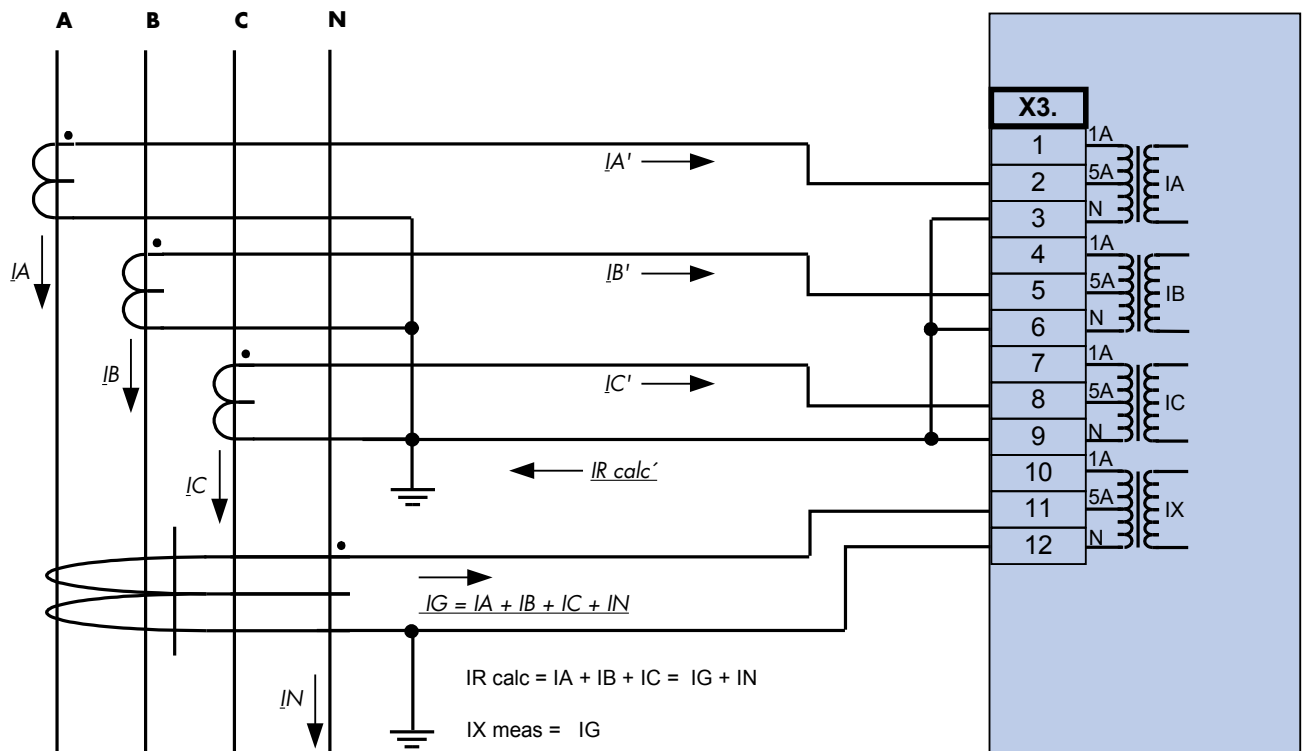 A B C N
X3.
1 1A
2 5A IA
3 N
IA'
4 1A
5 5A IB
6 N
IA
IB'
7 1A
8 5A IC
9 N
IB
IC'
10 1A
11 5A IX
12 N
IR calc´
IC
IG = IA + IB + IC + IN
IR calc = IA + IB + IC = IG + IN
IN
IX meas = IG